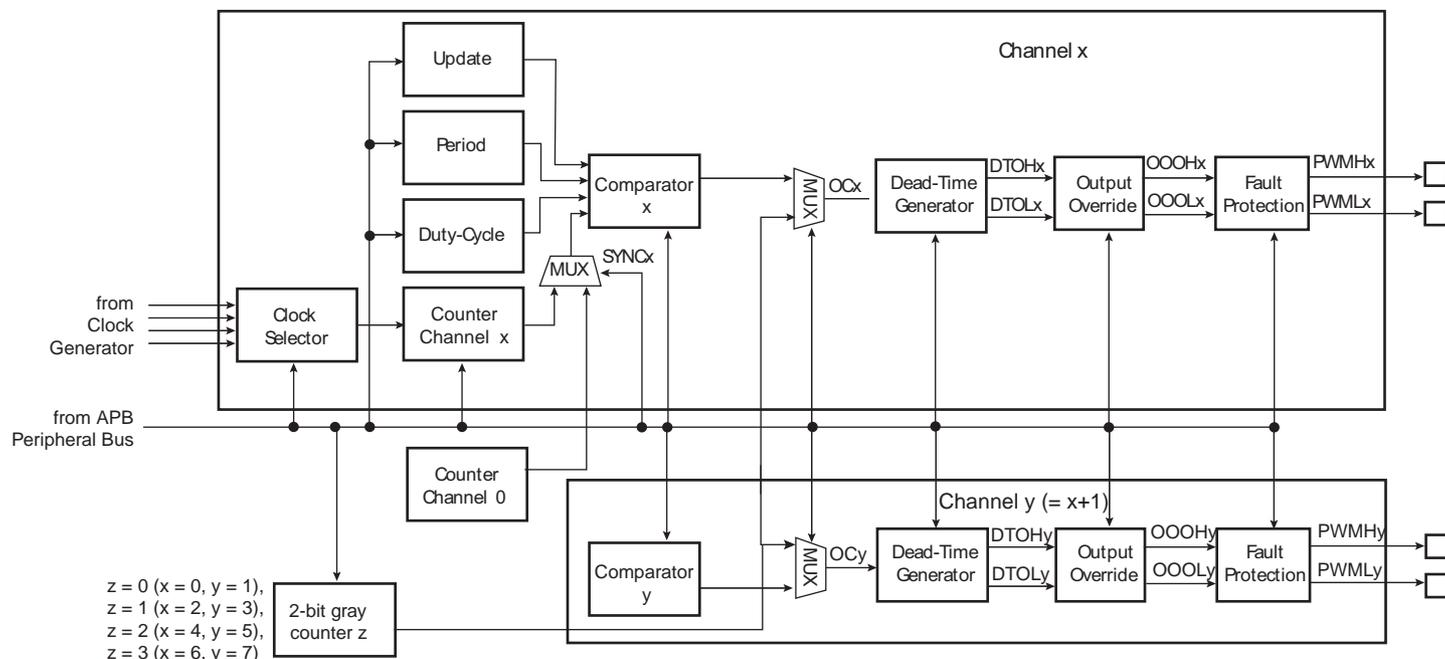 Channel x
Update
Period
Comparator
x
Duty-Cycle
MUX
SYNCx
MUX
OCx
Dead-Time
Generator
DTOHx
DTOLx
Output
Override
OOOHx
OOOLx
Fault
Protection
PWMHx
PWMLx
from
Clock
Generator
Clock
Selector
Counter
Channel x
from APB
Peripheral Bus
Counter
Channel 0
Channel y (= x+1)
Comparator
y
MUX
OCy
Dead-Time
Generator
DTOHy
DTOLy
Output
Override
OOOHy
OOOLy
Fault
Protection
PWMHy
PWMLy
z = 0 (x = 0, y = 1),
z = 1 (x = 2, y = 3),
z = 2 (x = 4, y = 5),
z = 3 (x = 6, y = 7)
2-bit gray
counter z